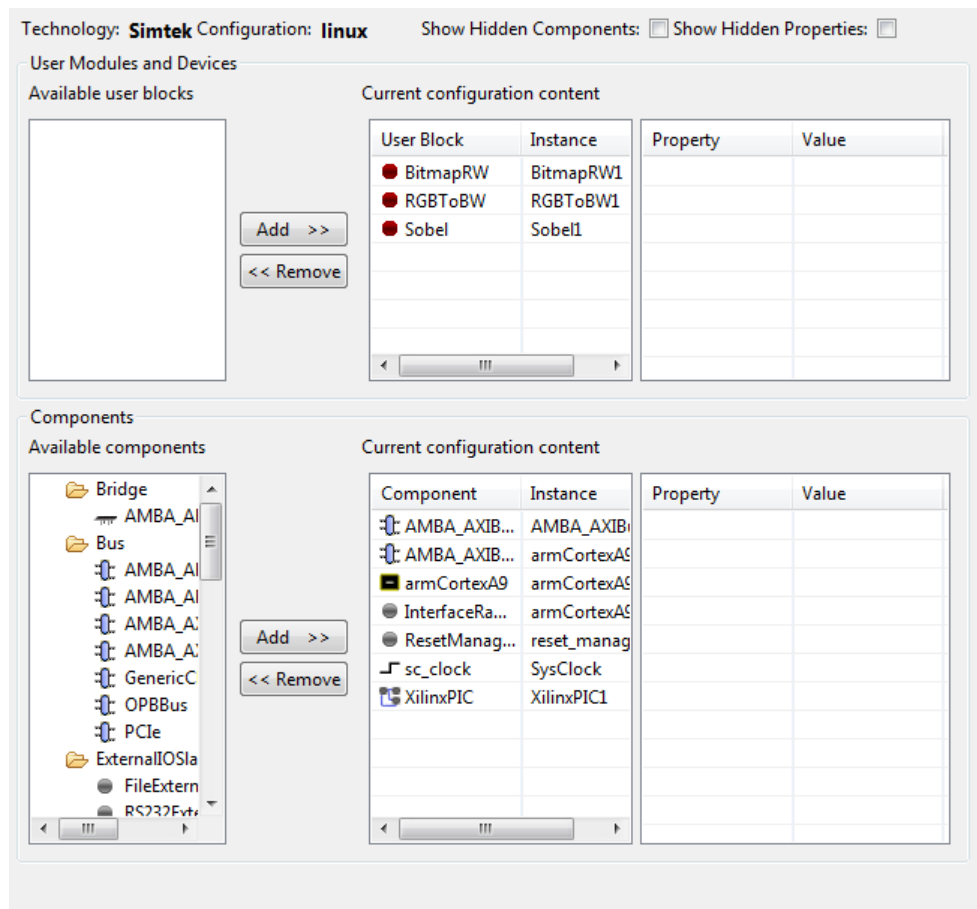 Technology: Simtek Configuration: linux Show Hidden Components: Show Hidden Properties:
User Modules and Devices
Available user blocks Current configuration content
User Block Instance Property Value
BitmapRW BitmapRW1
RGBToBW RGBToBW1
Add >>
Sobel Sobel1
<< Remove
Components
Available components Current configuration content
Component Instance Property Value
Bridge
AMBA_AXIB...
Bus
AMBA_AXIB...
armCortexA9
InterfaceRa...
Add >>
ResetManag... reset_manag
<< Remove
sc_clock SysClock
OPBBus XilinxPIC XilinxPIC1
PCIe